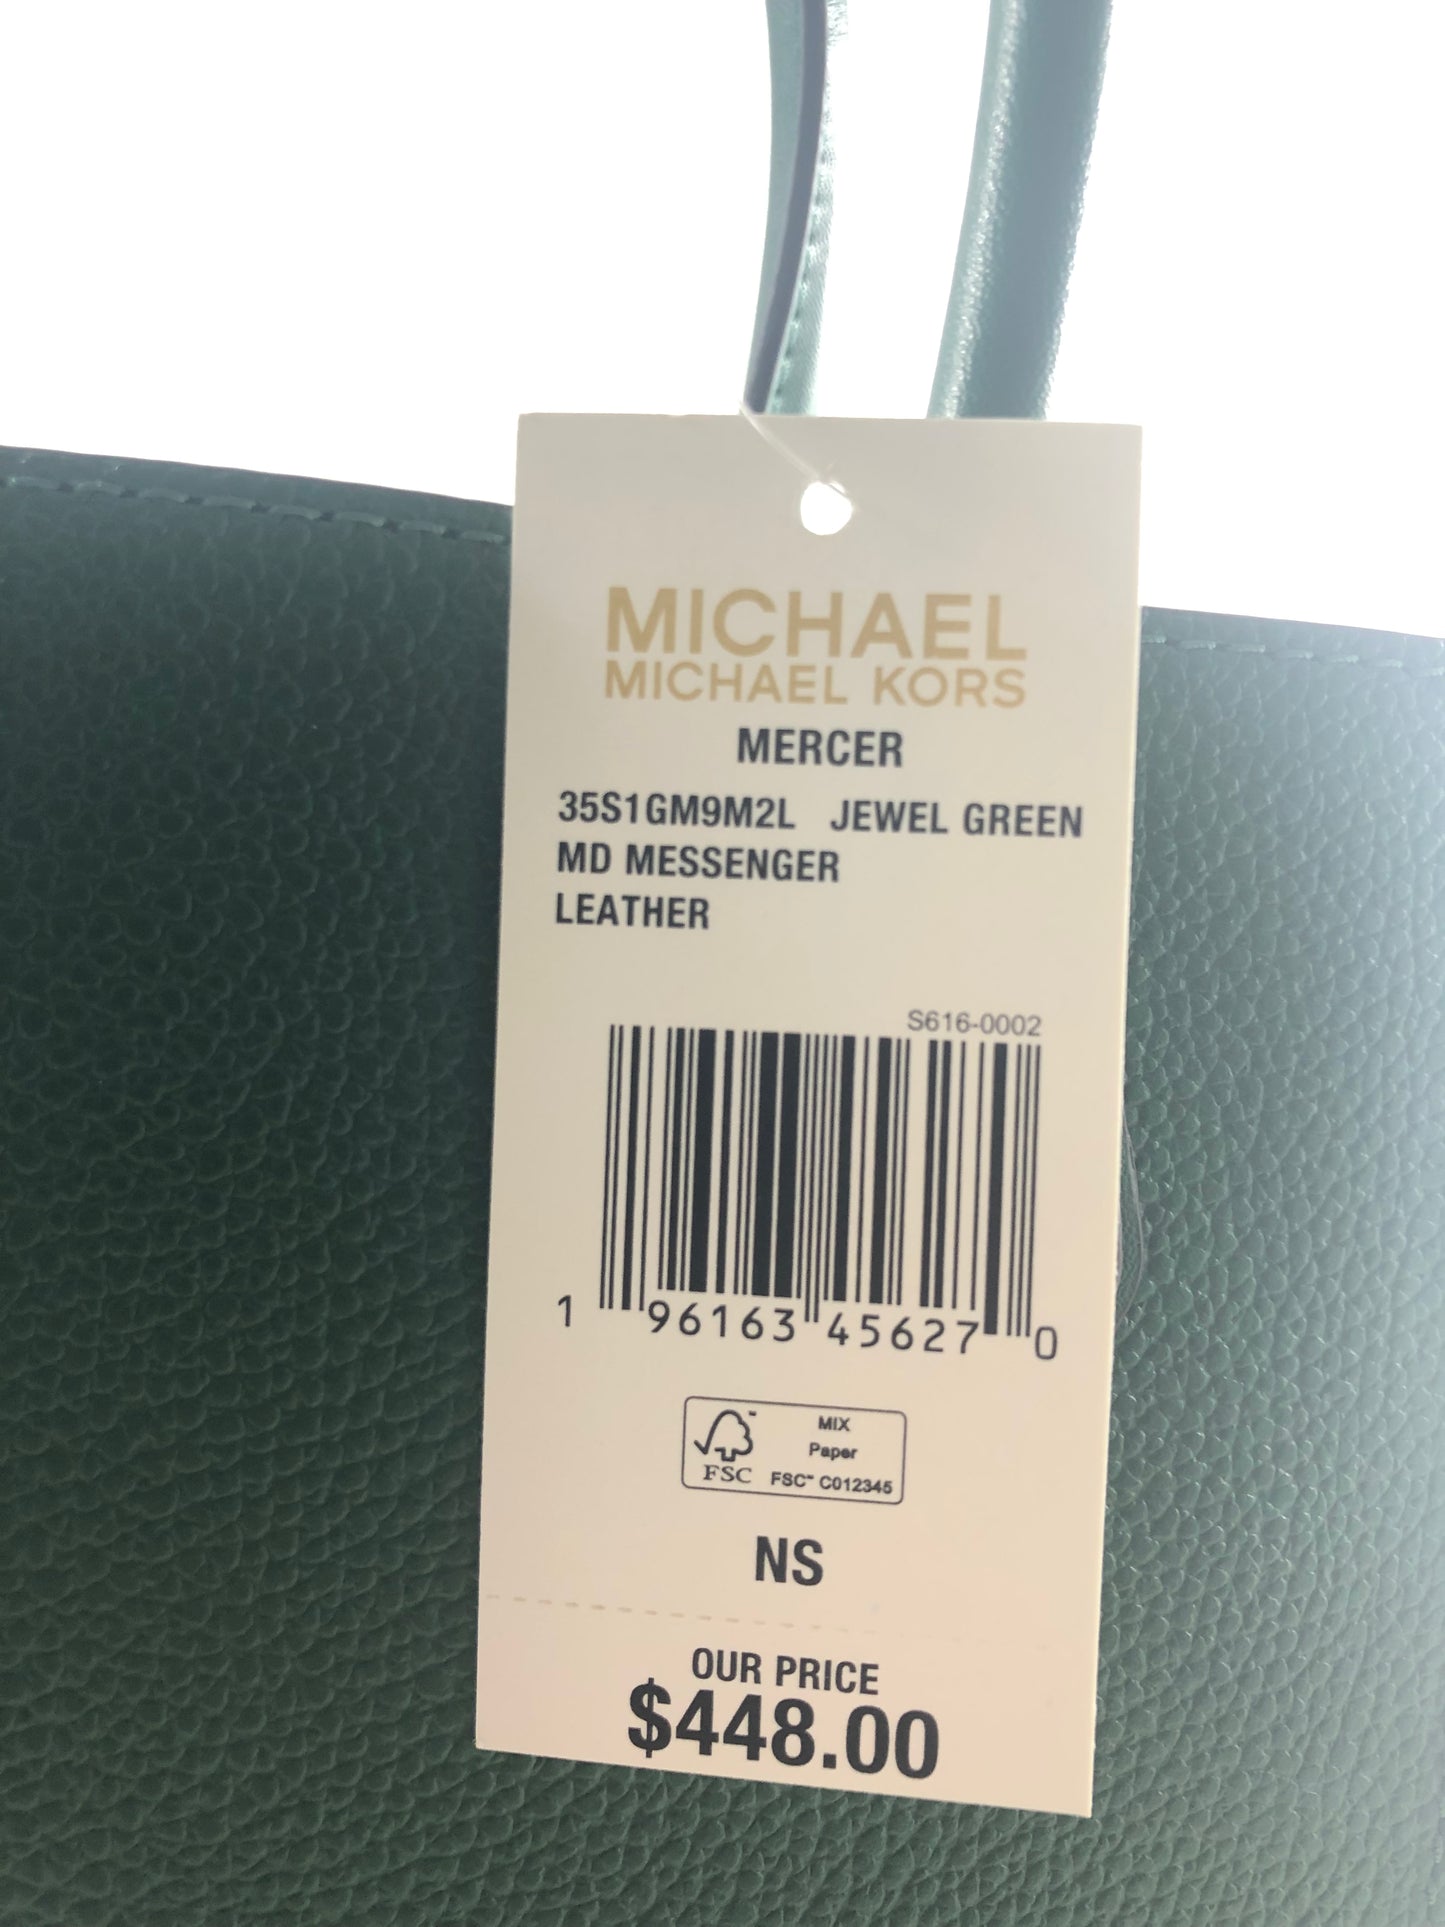 MICHAEL
MICHAEL KORS
MERCER
35S1GM9M2L JEWEL GREEN
MD MESSENGER
LEATHER
S616-0002
1 96163 45627 0
FSC™
MIX
Paper
FSC™ C012345
NS
OUR PRICE
$448.00